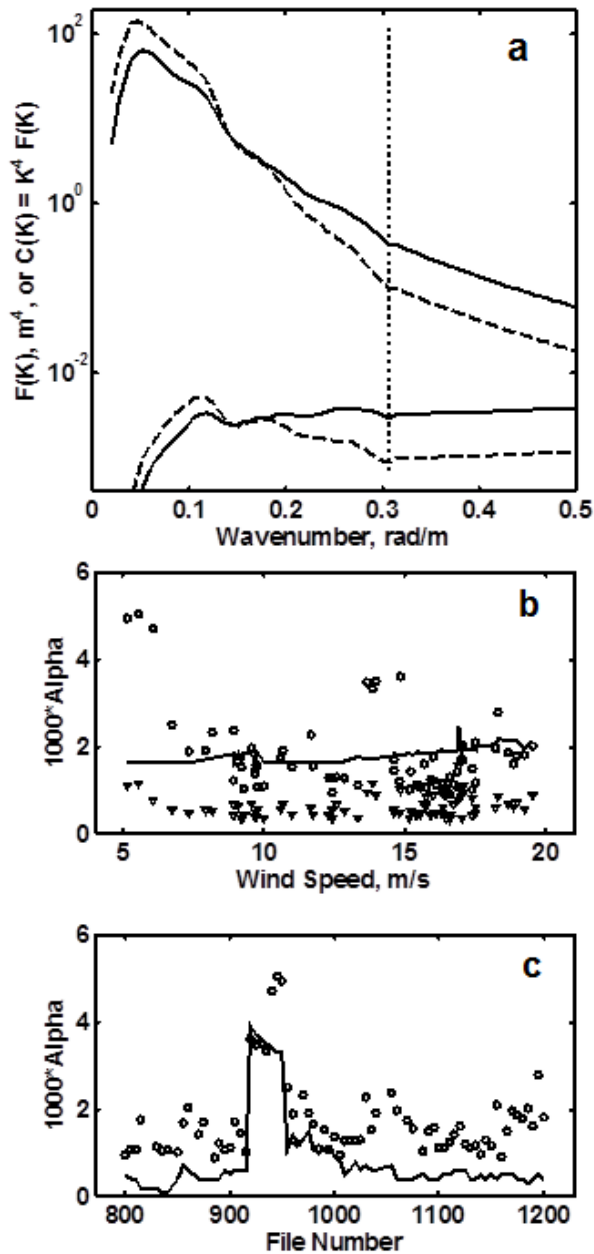 a
10^2
10^0
10^-2
F(K), m^4, or C(K) = K^4 F(K)
0 0.1 0.2 0.3 0.4 0.5
Wavenumber, rad/m
b
6
4
2
0
1000*Alpha
5 10 15 20
Wind Speed, m/s
c
6
4
2
0
1000*Alpha
800 900 1000 1100 1200
File Number